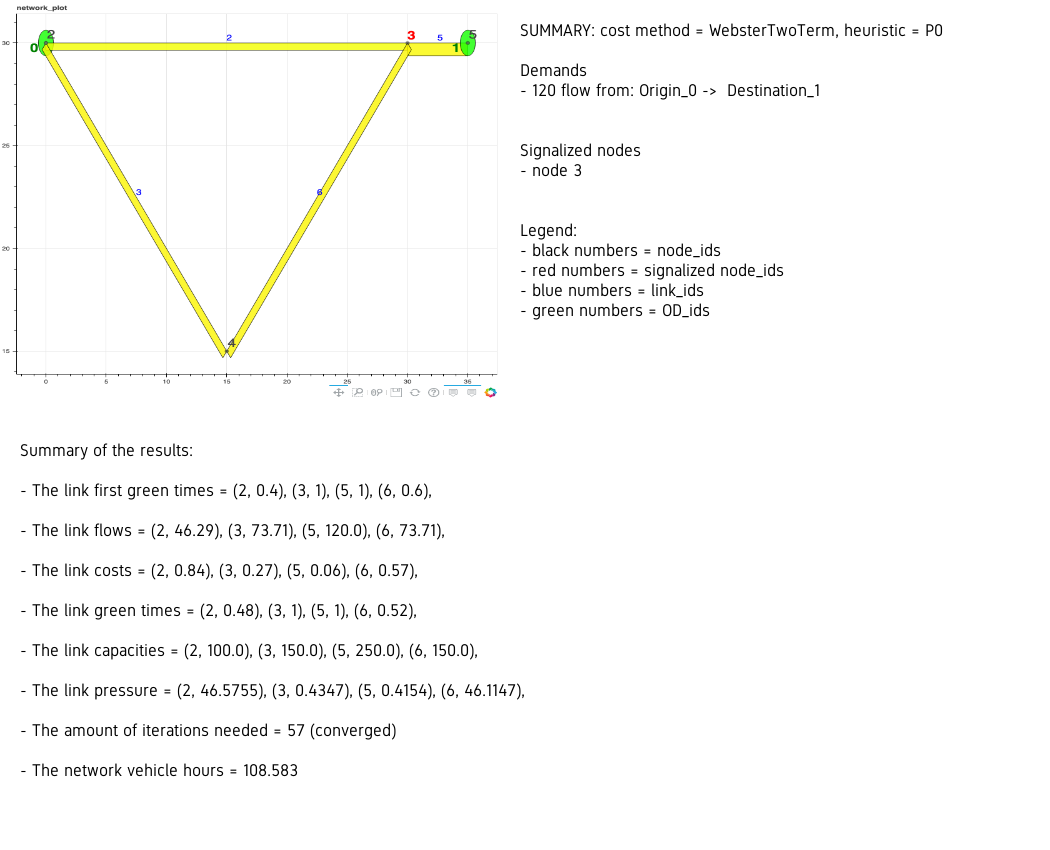 network_plot
30
25
20
15
0
5
10
15
20
25
30
35
0
2
2
3
5
1
5
3
6
4
SUMMARY: cost method = WebsterTwoTerm, heuristic = P0
Demands
- 120 flow from: Origin_0 -> Destination_1
Signalized nodes
- node 3
Legend:
- black numbers = node_ids
- red numbers = signalized node_ids
- blue numbers = link_ids
- green numbers = OD_ids
Summary of the results:
- The link first green times = (2, 0.4), (3, 1), (5, 1), (6, 0.6),
- The link flows = (2, 46.29), (3, 73.71), (5, 120.0), (6, 73.71),
- The link costs = (2, 0.84), (3, 0.27), (5, 0.06), (6, 0.57),
- The link green times = (2, 0.48), (3, 1), (5, 1), (6, 0.52),
- The link capacities = (2, 100.0), (3, 150.0), (5, 250.0), (6, 150.0),
- The link pressure = (2, 46.5755), (3, 0.4347), (5, 0.4154), (6, 46.1147),
- The amount of iterations needed = 57 (converged)
- The network vehicle hours = 108.583